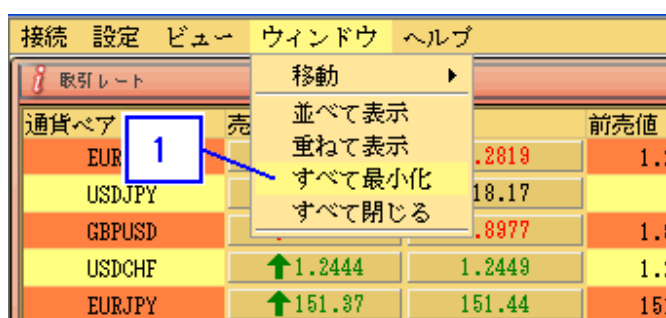 接続 設定 ビュー ウィンドウ ヘルプ
取引レート
移動
並べて表示
重ねて表示
すべて最小化
すべて閉じる
1
通貨ペア 売 前売値
EUR .2819 1.
USDJPY 18.17
GBPUSD .8977 1.
USDCHF 1.2444 1.2449 1.
EURJPY 151.37 151.44 15